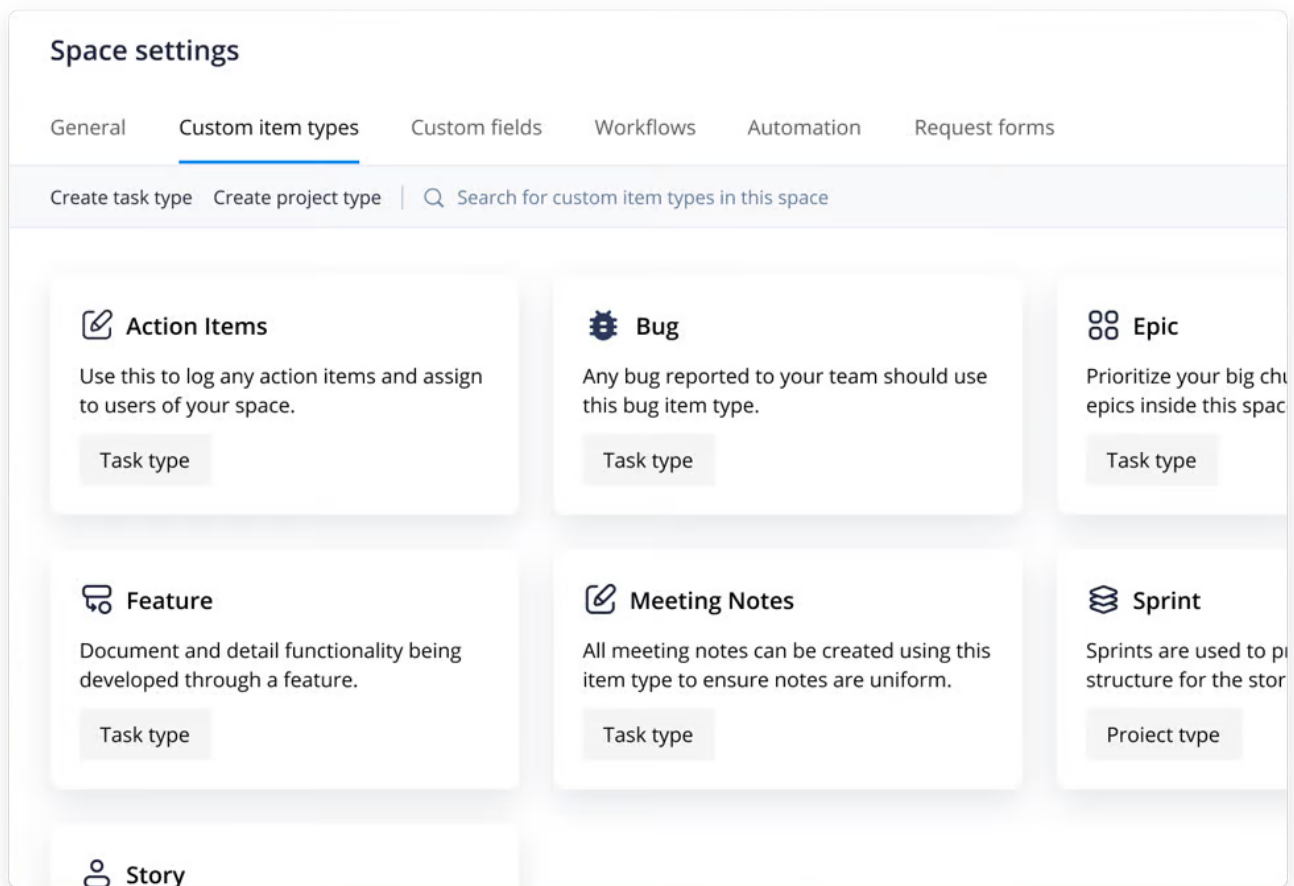 Space settings
General Custom item types Custom fields Workflows Automation Request forms
Create task type Create project type Search for custom item types in this space
Action Items
Use this to log any action items and assign
to users of your space.
Task type
Bug
Any bug reported to your team should use
this bug item type.
Task type
Epic
Prioritize your big
epics inside this
Task type
Feature
Document and detail functionality being
developed through a feature.
Task type
Meeting Notes
All meeting notes can be created using this
item type to ensure notes are uniform.
Task type
Sprint
Sprints are used to
structure for the
Project type
Story